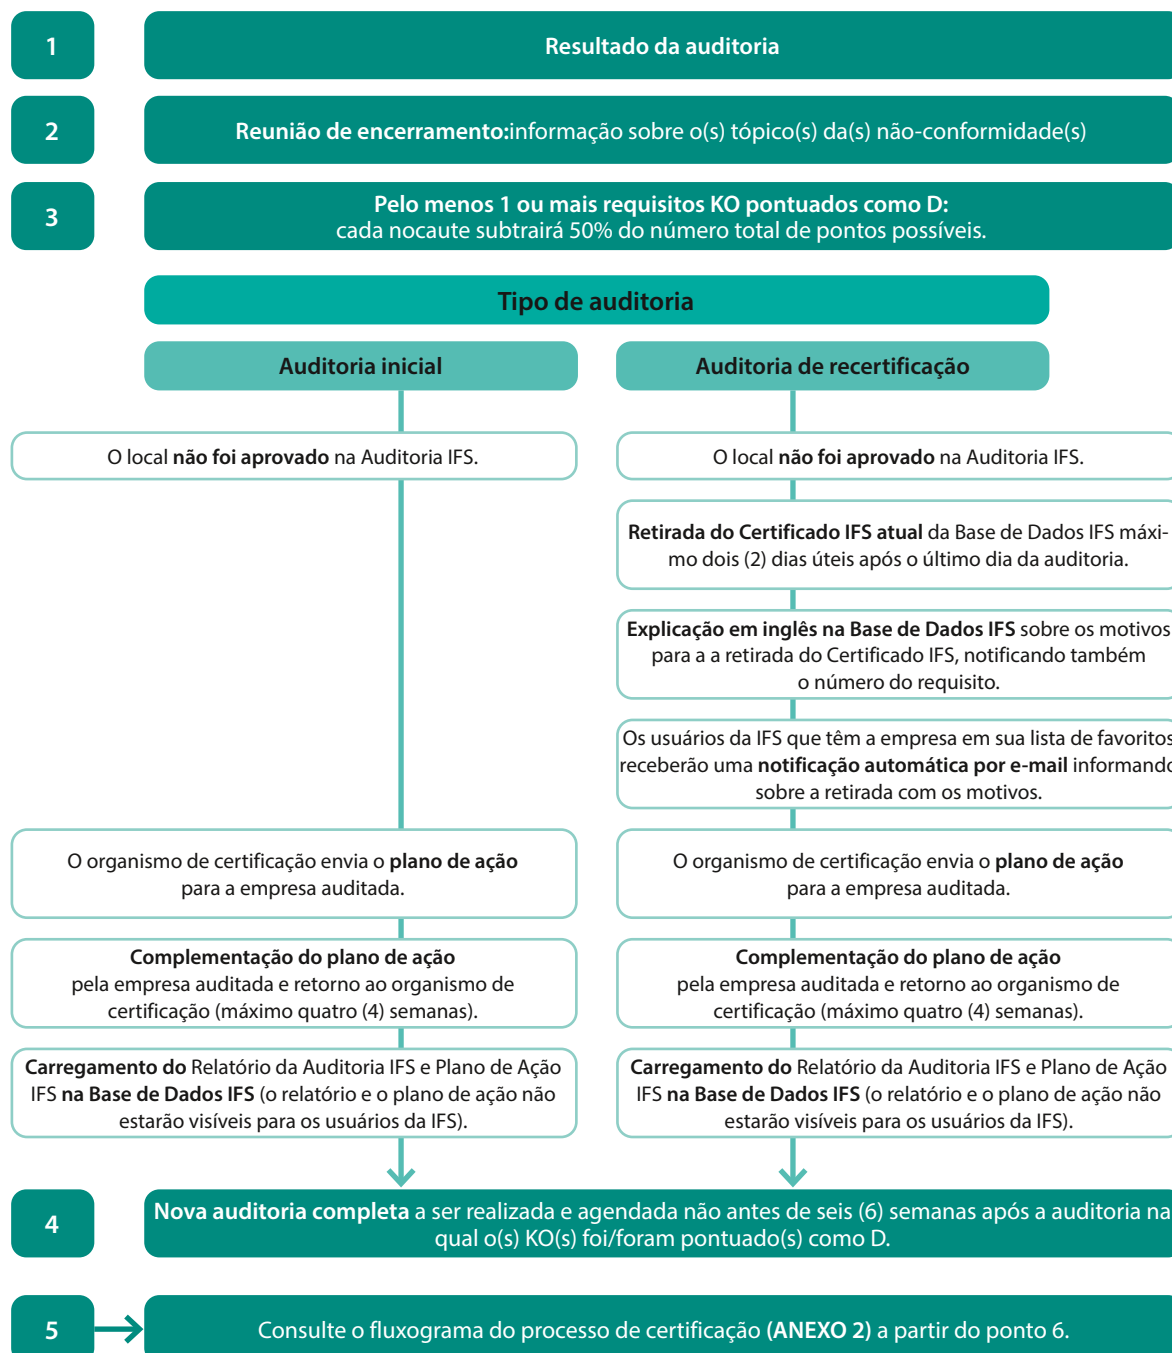 1
Resultado da auditoria
2
Reunião de encerramento:informação sobre o(s) tópico(s) da(s) não-conformidade(s)
3
Pelo menos 1 ou mais requisitos KO pontuados como D:
cada nocaute subtrairá 50% do número total de pontos possíveis.
Tipo de auditoria
Auditoria inicial
O local não foi aprovado na Auditoria IFS.
O organismo de certificação envia o plano de ação
para a empresa auditada.
Complementação do plano de ação
pela empresa auditada e retorno ao organismo de
certificação (máximo quatro (4) semanas).
Carregamento do Relatório da Auditoria IFS e Plano de Ação
IFS na Base de Dados IFS (o relatório e o plano de ação não
estarão visíveis para os usuários da IFS).
Auditoria de recertificação
O local não foi aprovado na Auditoria IFS.
Retirada do Certificado IFS atual da Base de Dados IFS máxi-
mo dois (2) dias úteis após o último dia da auditoria.
Explicação em inglês na Base de Dados IFS sobre os motivos
para a a retirada do Certificado IFS, notificando também
o número do requisito.
Os usuários da IFS que têm a empresa em sua lista de favoritos
receberão uma notificação automática por e-mail informando
sobre a retirada com os motivos.
O organismo de certificação envia o plano de ação
para a empresa auditada.
Complementação do plano de ação
pela empresa auditada e retorno ao organismo de
certificação (máximo quatro (4) semanas).
Carregamento do Relatório da Auditoria IFS e Plano de Ação
IFS na Base de Dados IFS (o relatório e o plano de ação não
estarão visíveis para os usuários da IFS).
4
Nova auditoria completa a ser realizada e agendada não antes de seis (6) semanas após a auditoria na
qual o(s) KO(s) foi/foram pontuado(s) como D.
5
Consulte o fluxograma do processo de certificação (ANEXO 2) a partir do ponto 6.